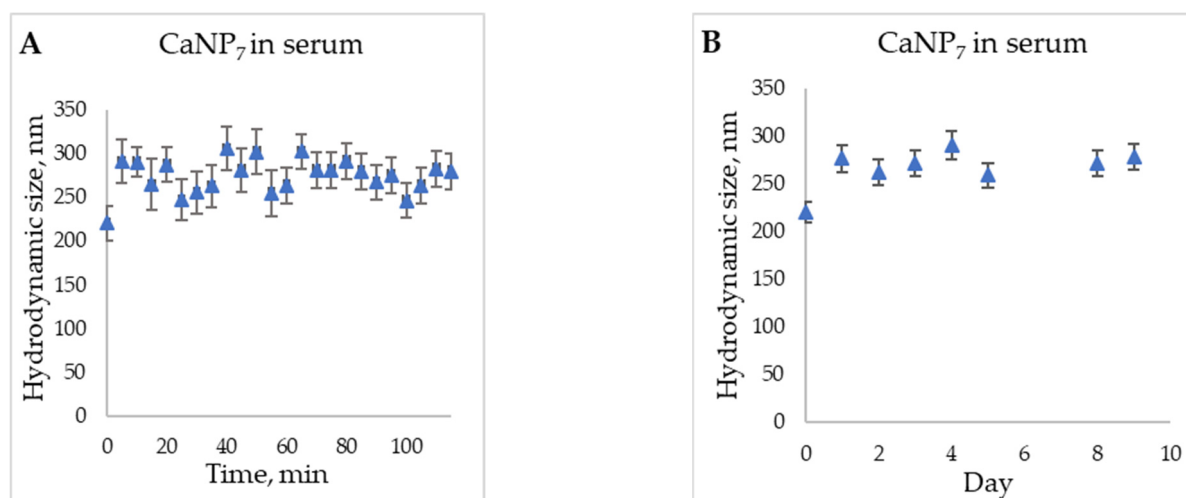 A
CaNP₇ in serum
Hydrodynamic size, nm
350
300
250
200
150
100
50
0
0 20 40 60 80 100
Time, min
B
CaNP₇ in serum
Hydrodynamic size, nm
350
300
250
200
150
100
50
0
0 2 4 6 8 10
Day